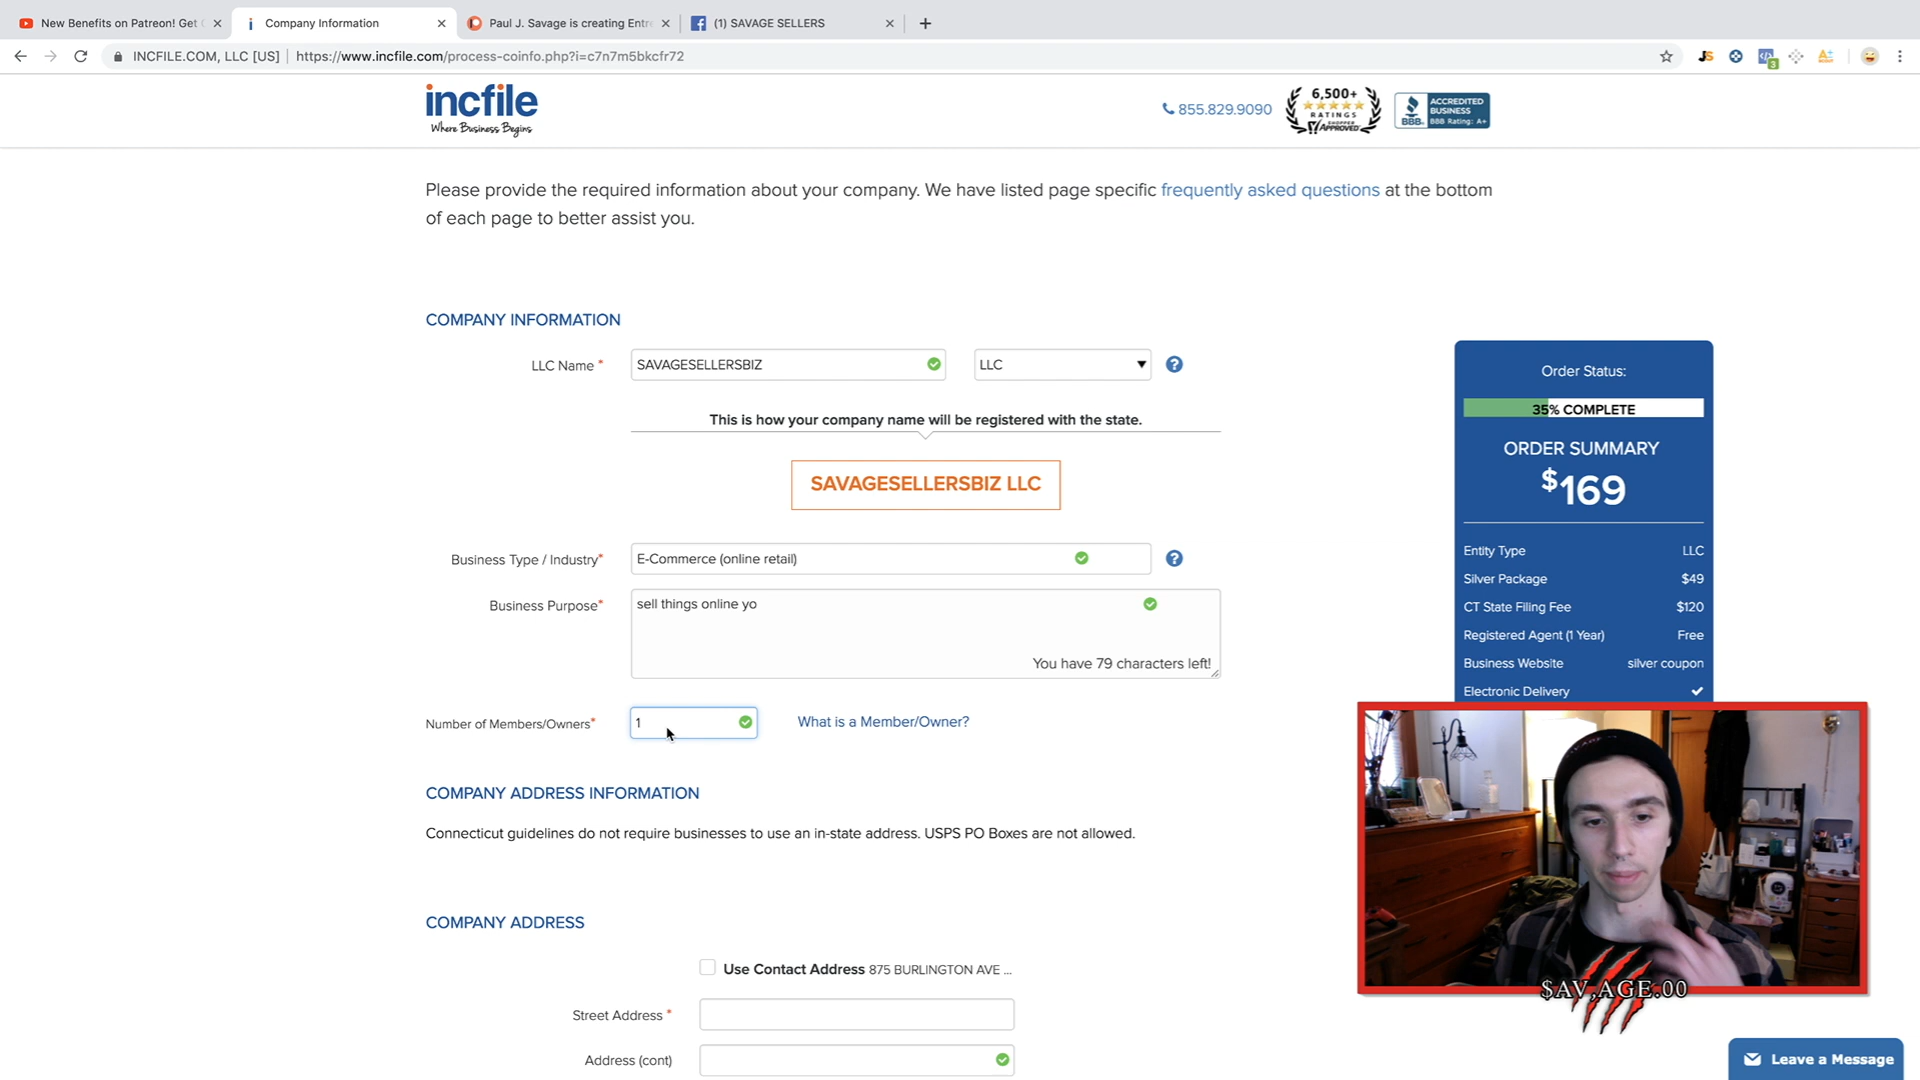 New Benefits on Patreon! Get
Company Information
Paul J. Savage is creating Entre
(1) SAVAGE SELLERS
INCFILE.COM, LLC [US]
https://www.incfile.com/process-coinfo.php?i=c7n7m5bkcfr72
JS
3
incfile
Where Business Begins
855.829.9090
6,500+
RATINGS
SHOPPER
APPROVED
BBB
ACCREDITED
BUSINESS
BBB Rating: A+
Please provide the required information about your company. We have listed page specific frequently asked questions at the bottom
of each page to better assist you.
COMPANY INFORMATION
LLC Name *
SAVAGESELLERSBIZ
LLC
This is how your company name will be registered with the state.
SAVAGESELLERSBIZ LLC
Business Type / Industry*
E-Commerce (online retail)
Business Purpose*
sell things online yo
You have 79 characters left!
Number of Members/Owners*
1
What is a Member/Owner?
COMPANY ADDRESS INFORMATION
Connecticut guidelines do not require businesses to use an in-state address. USPS PO Boxes are not allowed.
COMPANY ADDRESS
Use Contact Address 875 BURLINGTON AVE ...
Street Address *
Address (cont)
Order Status:
35% COMPLETE
ORDER SUMMARY
$169
Entity Type LLC
Silver Package $49
CT State Filing Fee $120
Registered Agent (1 Year) Free
Business Website silver coupon
Electronic Delivery
$AV,AGE.00
Leave a Message